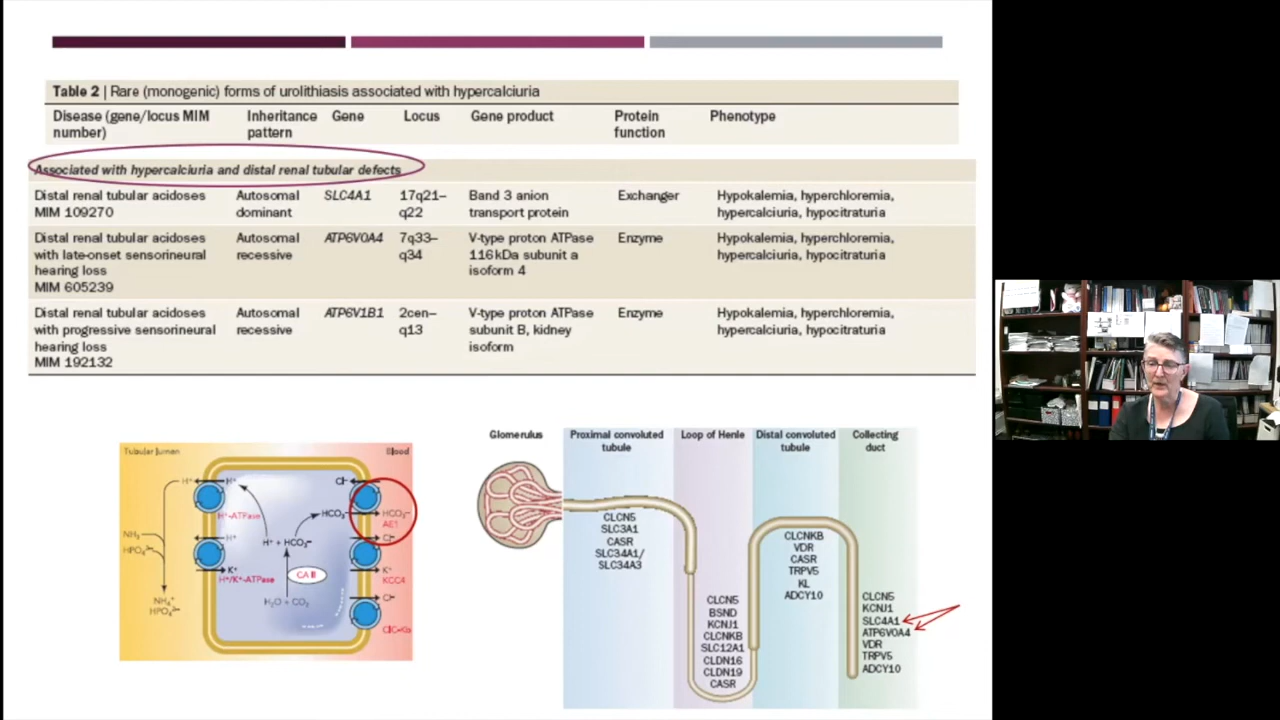 Table 2 | Rare (monogenic) forms of urolithiasis associated with hypercalciuria
Disease (gene/locus MIM number) Inheritance pattern Gene Locus Gene product Protein function Phenotype
Associated with hypercalciuria and distal renal tubular defects
Distal renal tubular acidoses Autosomal SLC4A1 17q21– Band 3 anion Exchanger Hypokalemia, hyperchloremia,
MIM 109270 dominant q22 transport protein hypercalciuria, hypocitraturia
Distal renal tubular acidoses Autosomal ATP6V0A4 7q33– V-type proton ATPase Enzyme Hypokalemia, hyperchloremia,
with late-onset sensorineural recessive q34 116kDa subunit a hypercalciuria, hypocitraturia
hearing loss isoform 4
MIM 605239
Distal renal tubular acidoses Autosomal ATP6V1B1 2cen– V-type proton ATPase Enzyme Hypokalemia, hyperchloremia,
with progressive sensorineural recessive q13 subunit B, kidney hypercalciuria, hypocitraturia
hearing loss isoform
MIM 192132
Tubular lumen Blood
H⁺ H⁺ Cl⁻
H⁺-ATPase HCO₃⁻ HCO₃⁻
AE1
NH₃ H⁺ H⁺ + HCO₃⁻ Cl⁻
HPO₄²⁻
K⁺ K⁺
H⁺/K⁺-ATPase CA II KCC4
NH₄⁺ H₂O + CO₂ Cl⁻
HPO₄²⁻
Glomerulus
Proximal convoluted
tubule
Loop of Henle
Distal convoluted
tubule
Collecting
duct
CLCN5
SLC3A1
CASR
SLC34A1/
SLC34A3
CLCN5
BSND
KCNJ1
CLCNKB
SLC12A1
CLDN16
CLDN19
CASR
CLCNKB
VDR
CASR
TRPV5
KL
ADCY10
CLCN5
KCNJ1
SLC4A1
ATP6V0A4
VDR
TRPV5
ADCY10